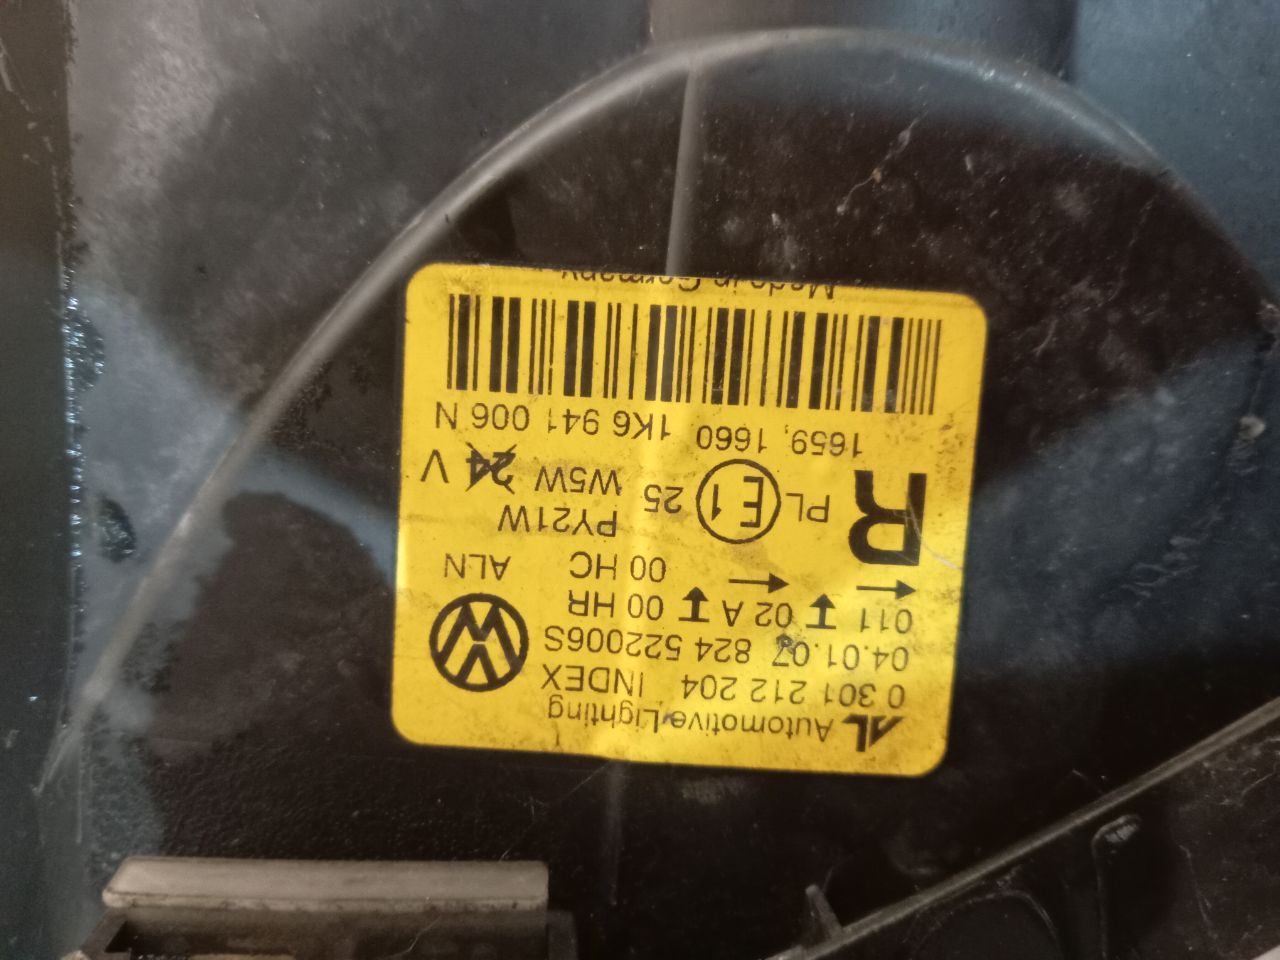 AL Automotive Lighting
0 301 212 204 INDEX
04.01.07 824 522006S
011 02 A 00 HR
00 HC ALN
R PY21W
PL E1 25 W5W 24 V
1659, 1660 1K6 941 006 N
Made in Germany